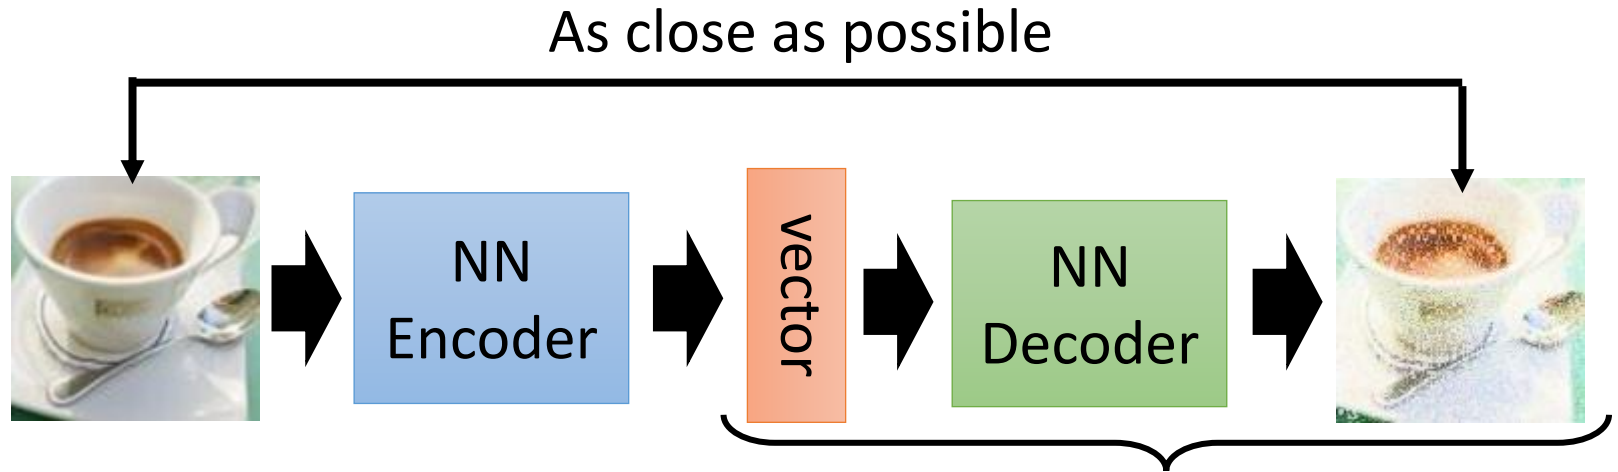 As close as possible
NN
Encoder
vector
NN
Decoder